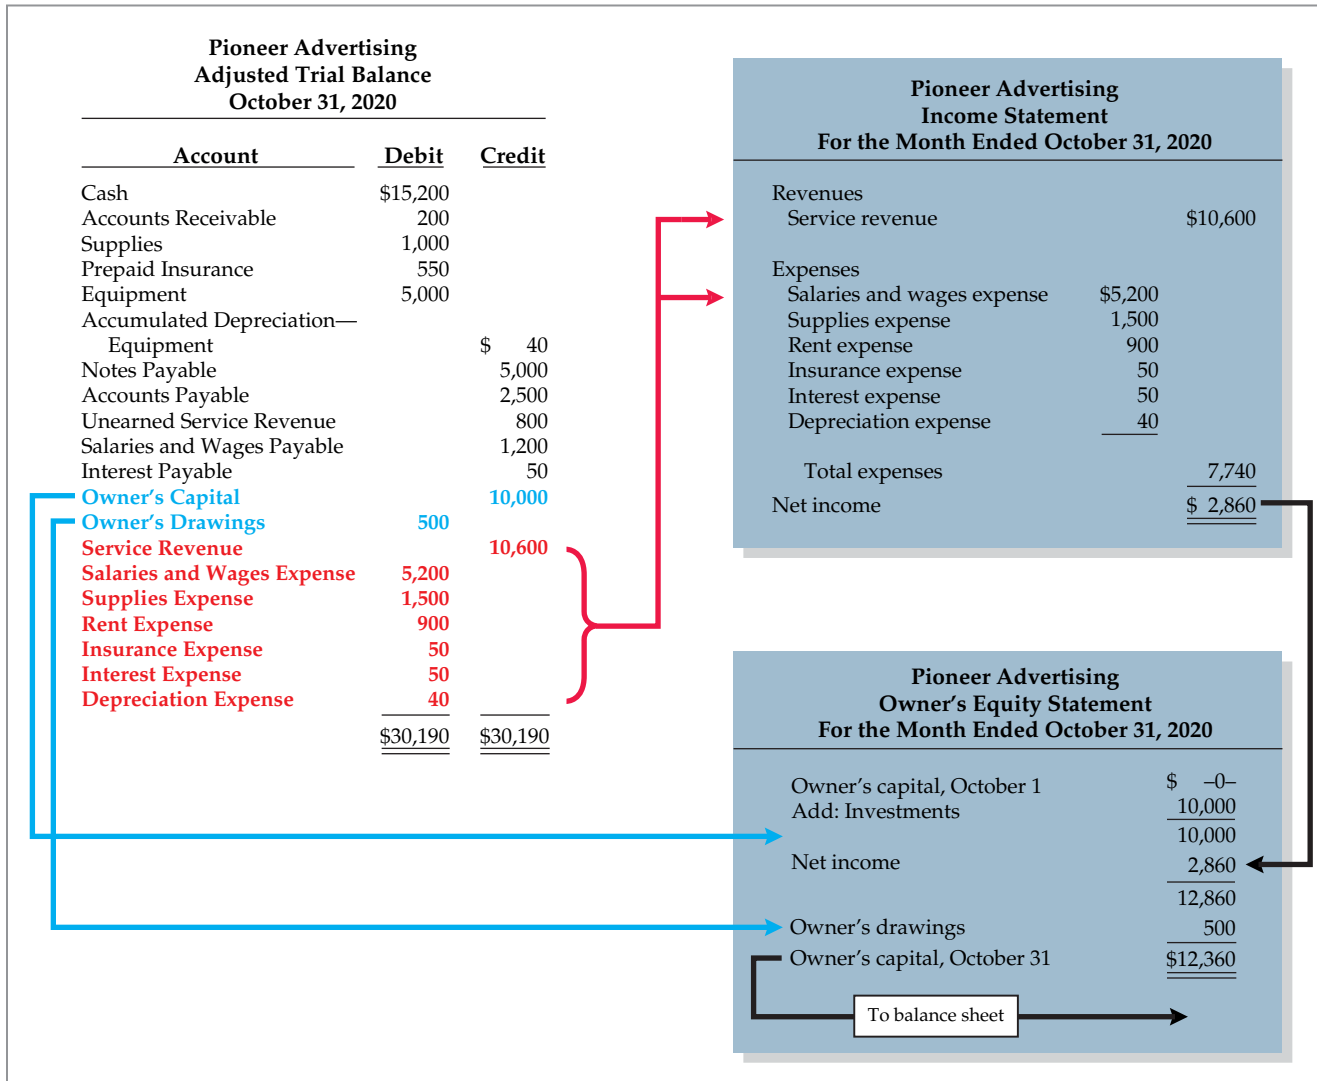 Pioneer Advertising
Adjusted Trial Balance
October 31, 2020
Account Debit Credit
Cash $15,200
Accounts Receivable 200
Supplies 1,000
Prepaid Insurance 550
Equipment 5,000
Accumulated Depreciation—
Equipment $ 40
Notes Payable 5,000
Accounts Payable 2,500
Unearned Service Revenue 800
Salaries and Wages Payable 1,200
Interest Payable 50
Owner’s Capital 10,000
Owner’s Drawings 500
Service Revenue 10,600
Salaries and Wages Expense 5,200
Supplies Expense 1,500
Rent Expense 900
Insurance Expense 50
Interest Expense 50
Depreciation Expense 40
$30,190 $30,190
Pioneer Advertising
Income Statement
For the Month Ended October 31, 2020
Revenues
Service revenue $10,600
Expenses
Salaries and wages expense $5,200
Supplies expense 1,500
Rent expense 900
Insurance expense 50
Interest expense 50
Depreciation expense 40
Total expenses 7,740
Net income $ 2,860
Pioneer Advertising
Owner’s Equity Statement
For the Month Ended October 31, 2020
Owner’s capital, October 1 $ –0–
Add: Investments 10,000
10,000
Net income 2,860
12,860
Owner’s drawings 500
Owner’s capital, October 31 $12,360
To balance sheet